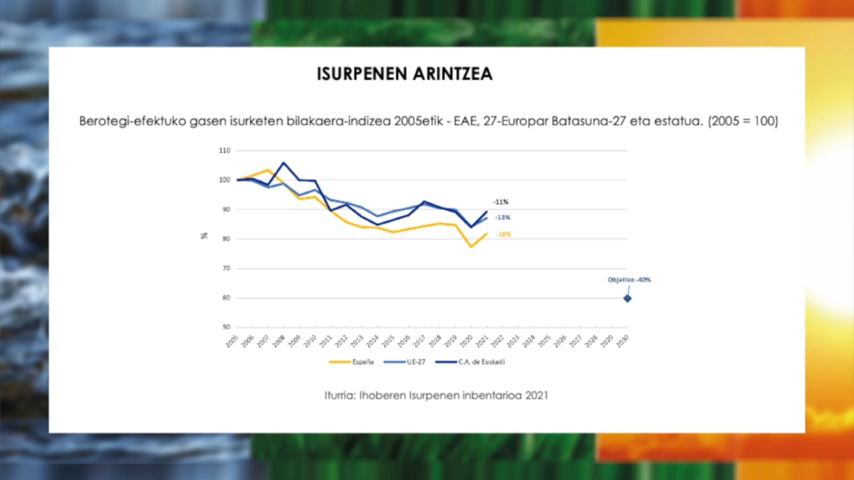 ISURPENEN ARINTZEA
Berotegi-efektuko gasen isurketen bilakaera-indizea 2005etik - EAE, 27-Europar Batasuna-27 eta estatua. (2005 = 100)
110
100
90
80
70
60
50
%
-11%
-13%
-18%
Objetivo -40%
2005 2006 2007 2008 2009 2010 2011 2012 2013 2014 2015 2016 2017 2018 2019 2020 2021 2022 2023 2024 2025 2026 2027 2028 2029 2030
España UE-27 C.A. de Euskadi
Iturria: Ihoberen Isurpenen inbentarioa 2021